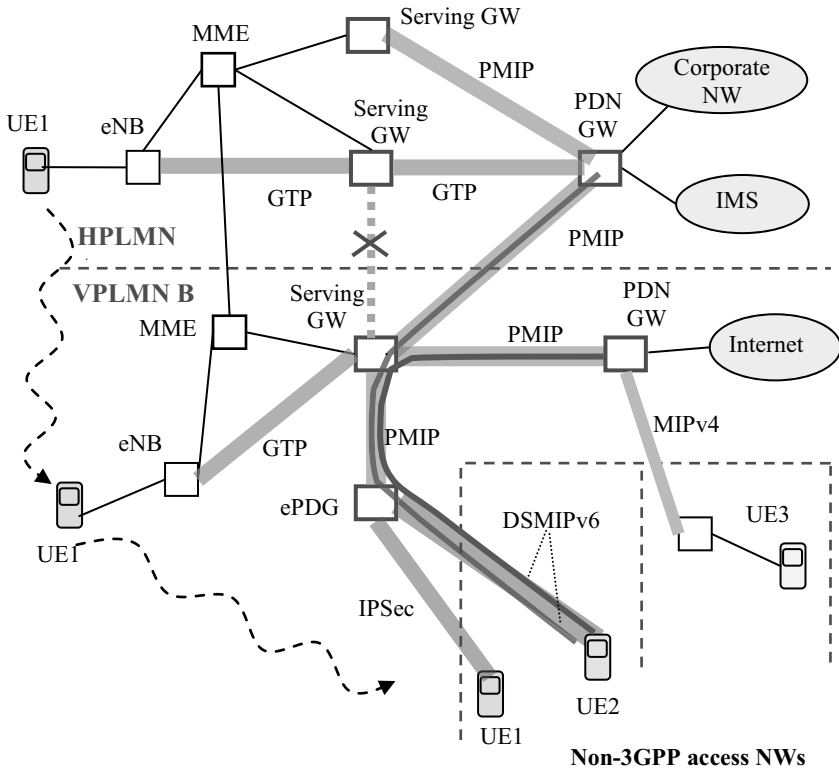 Serving GW
MME
PMIP
Corporate
NW
PDN
GW
Serving
GW
UE1
eNB
GTP
GTP
IMS
HPLMN
PMIP
VPLMN B
Serving
GW
PDN
GW
MME
PMIP
Internet
MIPv4
eNB
GTP
PMIP
ePDG
DSMIPv6
UE3
UE1
IPSec
UE2
UE1
Non-3GPP access NWs